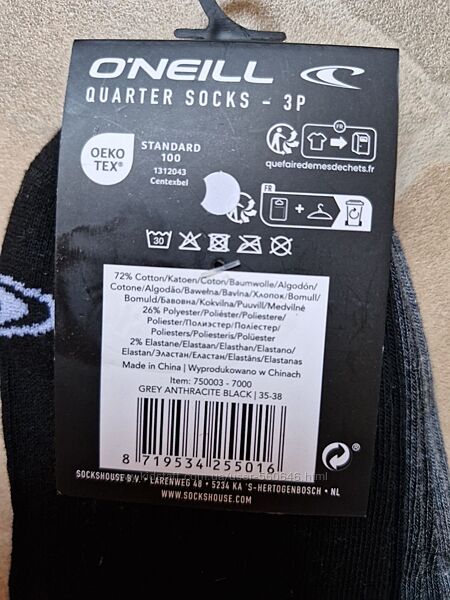 O'NEILL
QUARTER SOCKS - 3P
OEKO
TEX®
STANDARD
100
1312043
Centexbel
FR
quefairedemesdechets.fr
FR
+
30
72% Cotton/Katoen/Coton/Baumwolle/Algodón/
Cotone/Algodão/Bawełna/Bavlna/Хлопок/Bomull/
Bomuld/Бавовна/Kokvilna/Puuvill/Medvilnė
26% Polyester/Poliéster/Poliestere/
Poliester/Полиэстер/Поліестер/
Poliesters/Poliesteris/Polüester
2% Elastane/Elastaan/Elasthan/Elastano/
Elastan/Эластан/Еластан/Elastāns/Elastanas
Made in China | Wyprodukowano w Chinach
Item: 750003 - 7000
GREY ANTHRACITE BLACK | 35-38
8 719534 255016
SOCKSHOUSE B.V. • LARENWEG 48 • 5234 KA 'S-HERTOGENBOSCH • NL
WWW.SOCKSHOUSE.COM